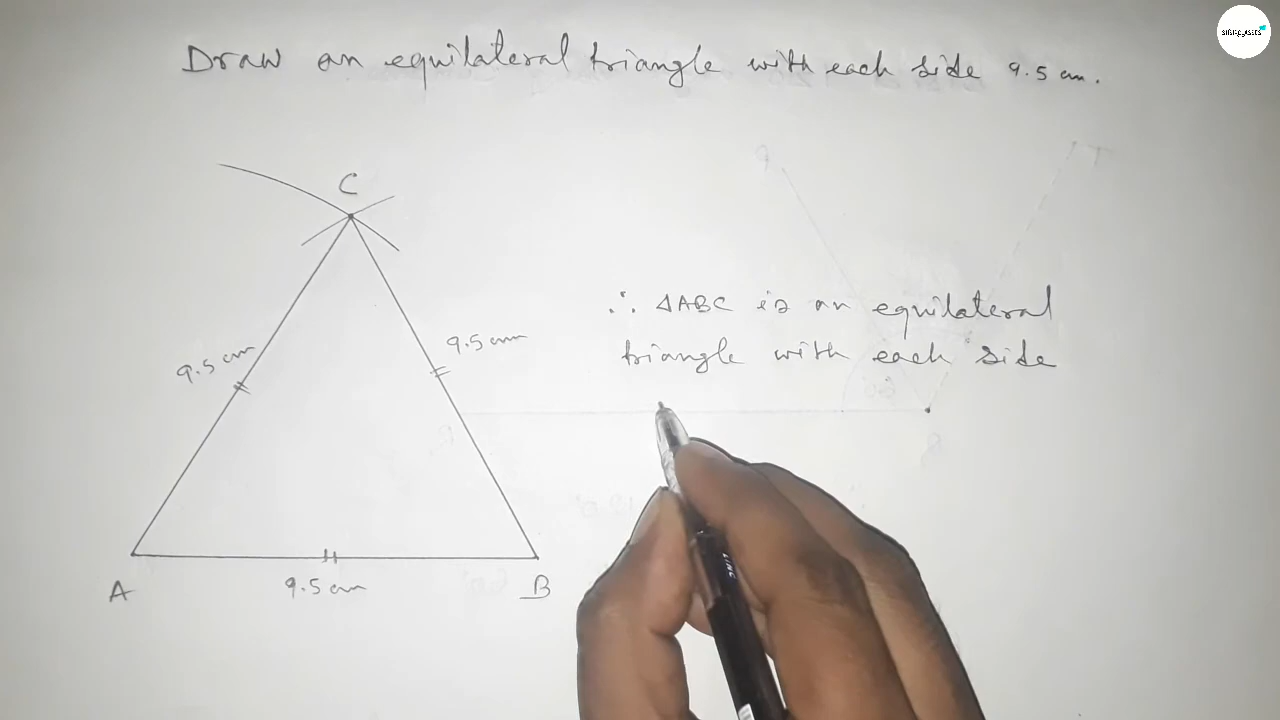 Draw an equilateral triangle with each side 9.5 cm.
C
9.5 cm
9.5 cm
∴ ΔABC is an equilateral
triangle with each side
A
9.5 cm
B